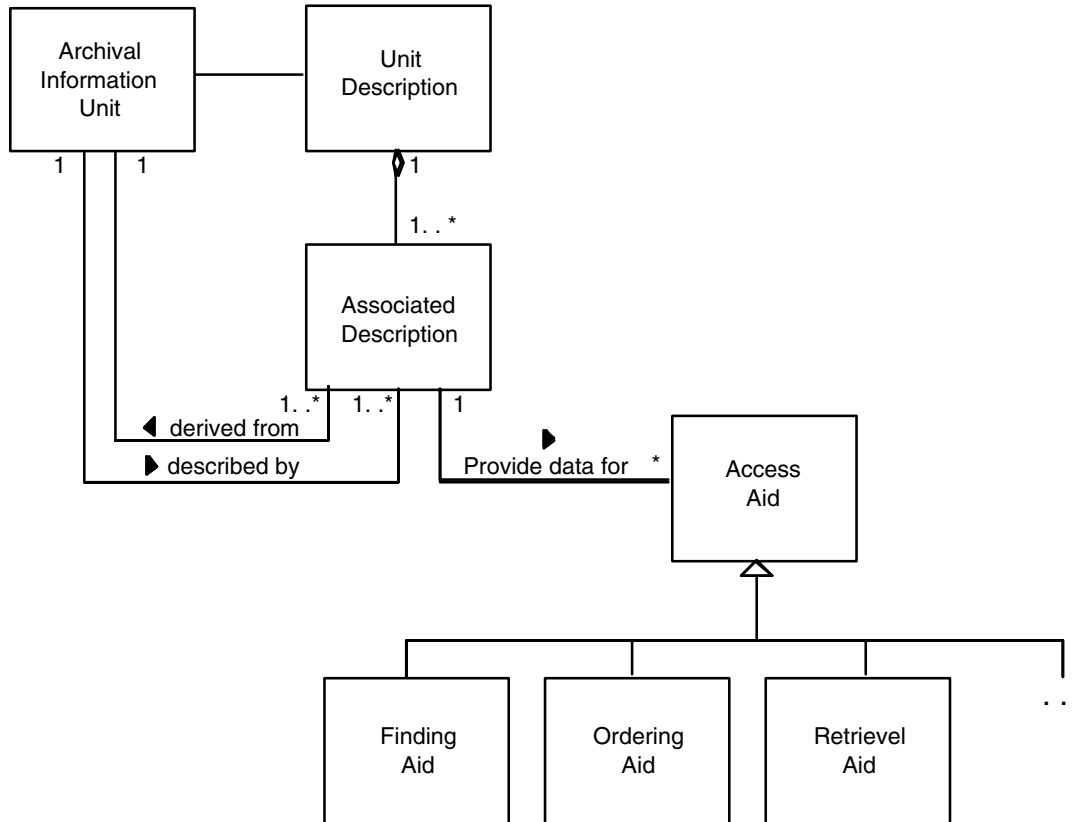 Archival
Information
Unit
Unit
Description
1
1
1
1. . *
Associated
Description
1. .*
1. .*
1
derived from
described by
Provide data for
*
Access
Aid
Finding
Aid
Ordering
Aid
Retrievel
Aid
. .